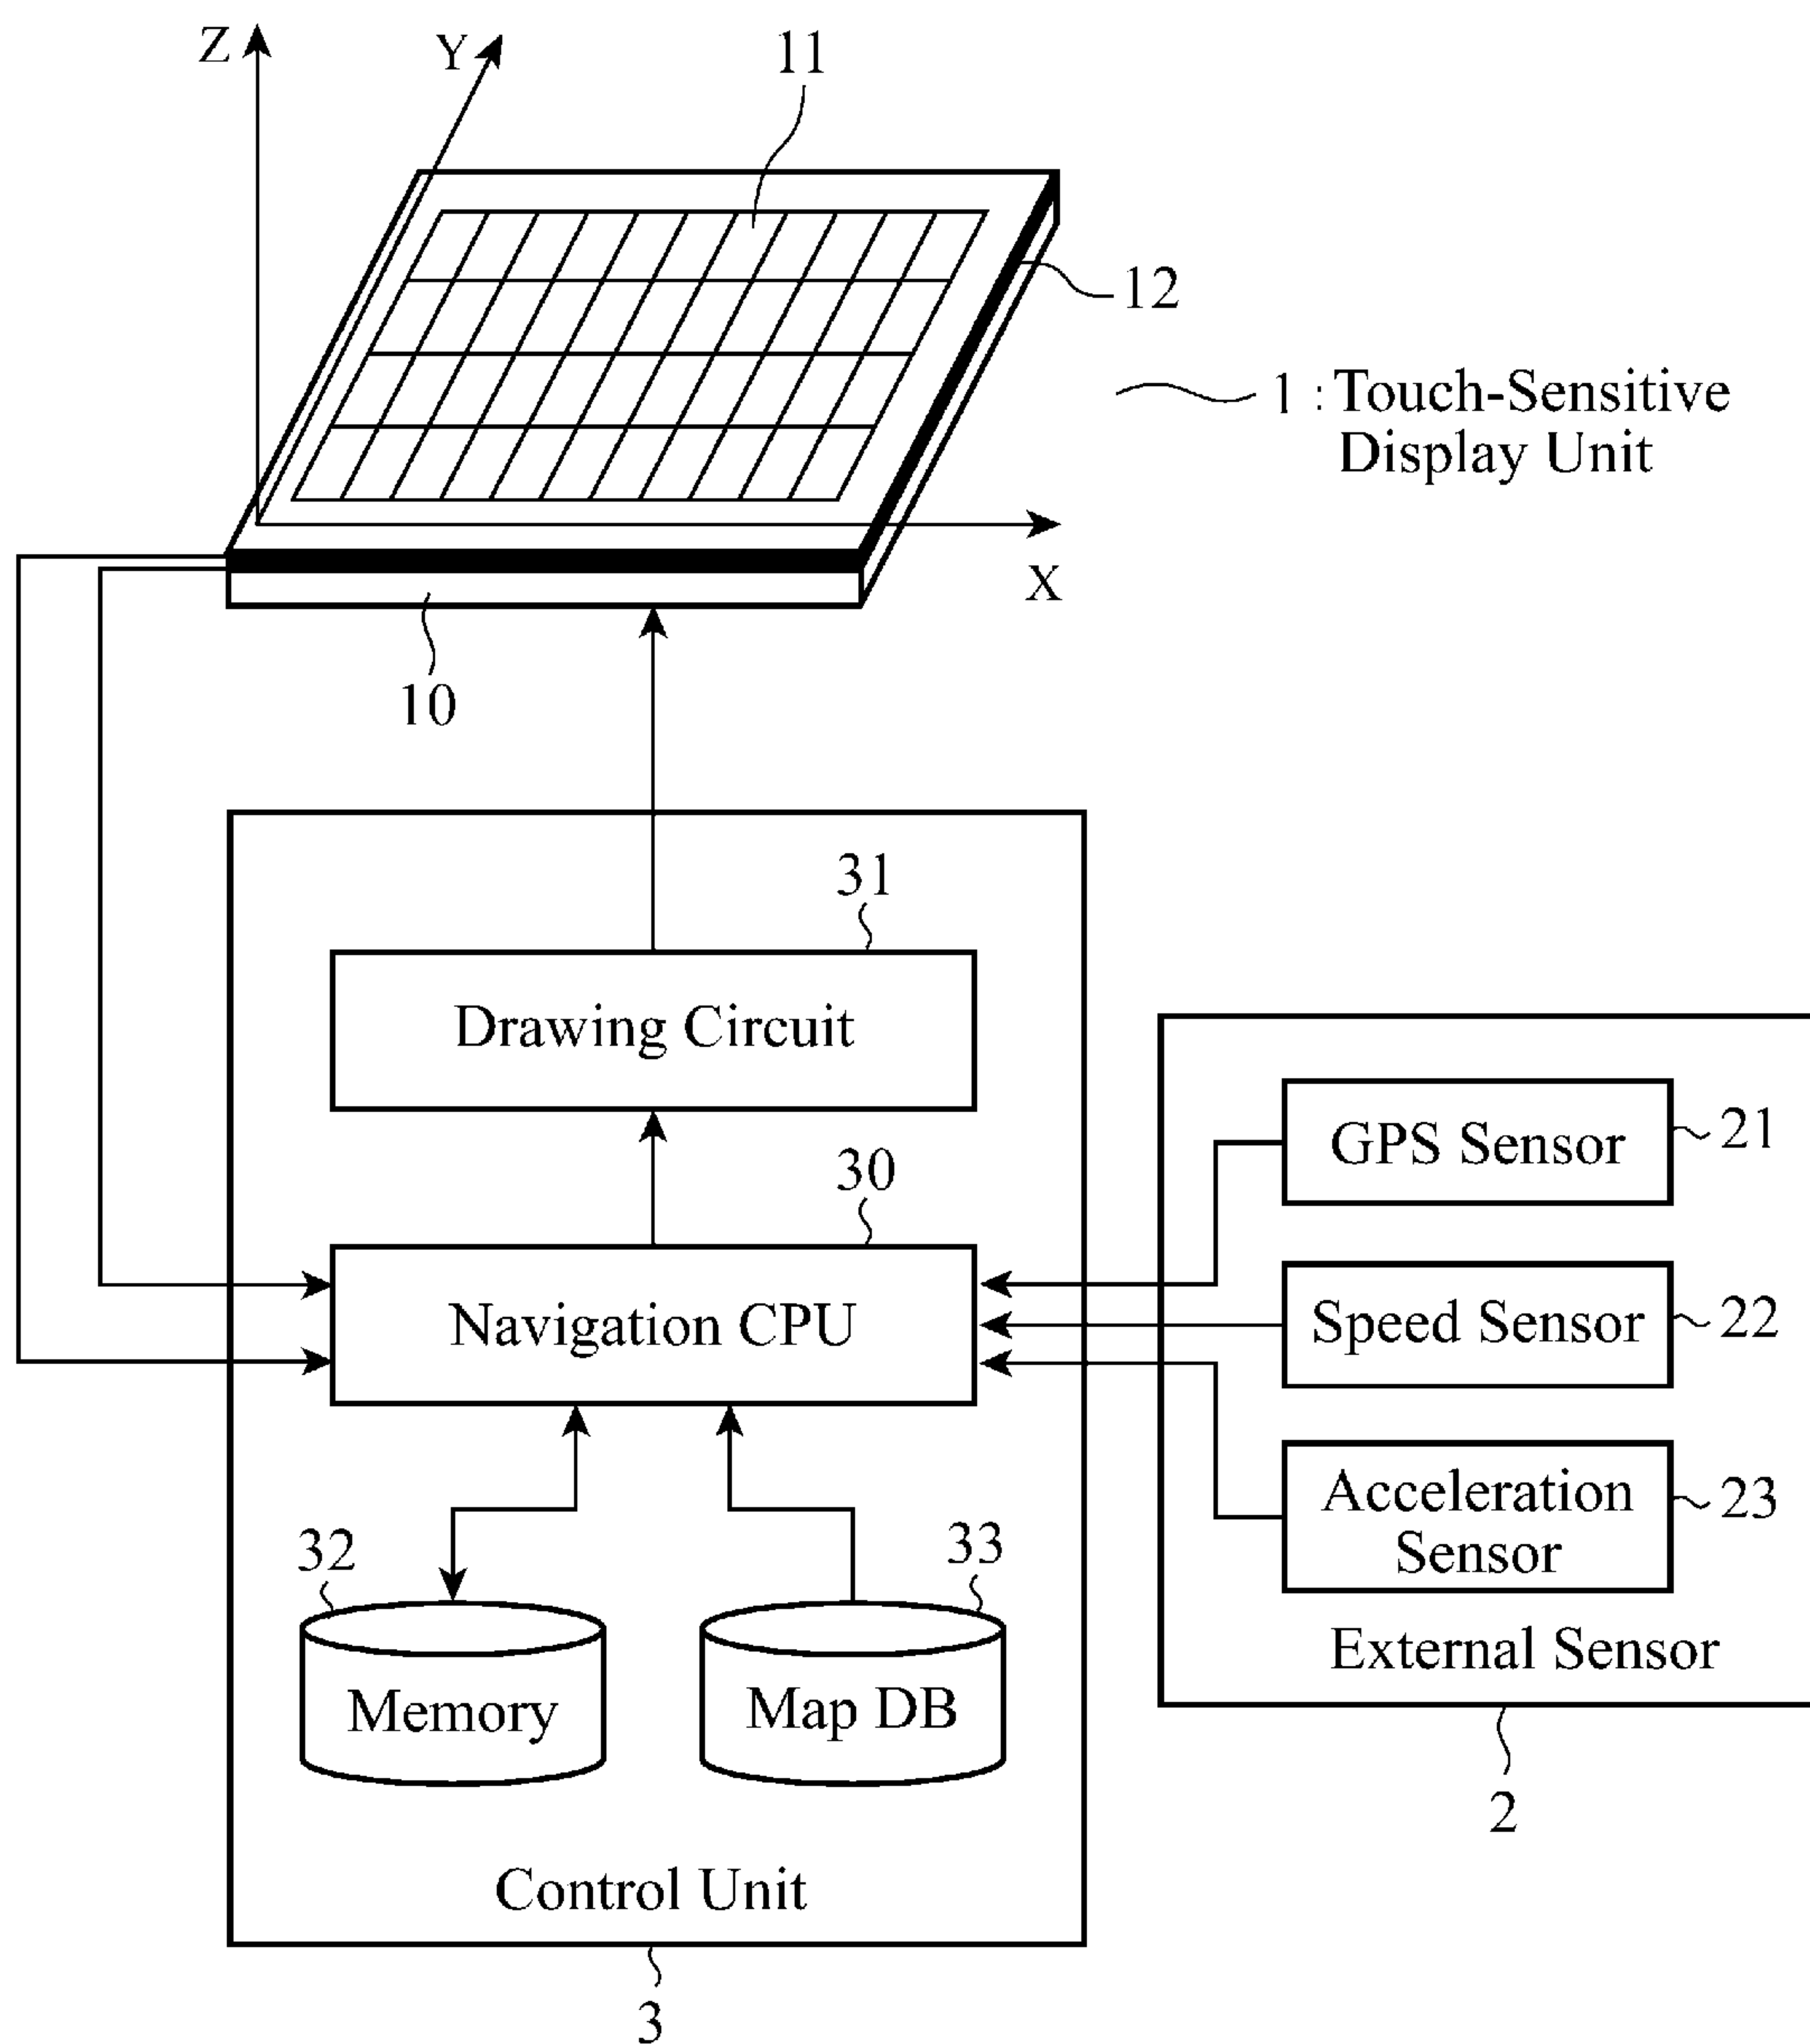 Z
Y
11
12
1 : Touch-Sensitive
Display Unit
X
10
31
Drawing Circuit
30
Navigation CPU
GPS Sensor
21
Speed Sensor
22
Acceleration
Sensor
23
External Sensor
2
32
33
Memory
Map DB
Control Unit
3